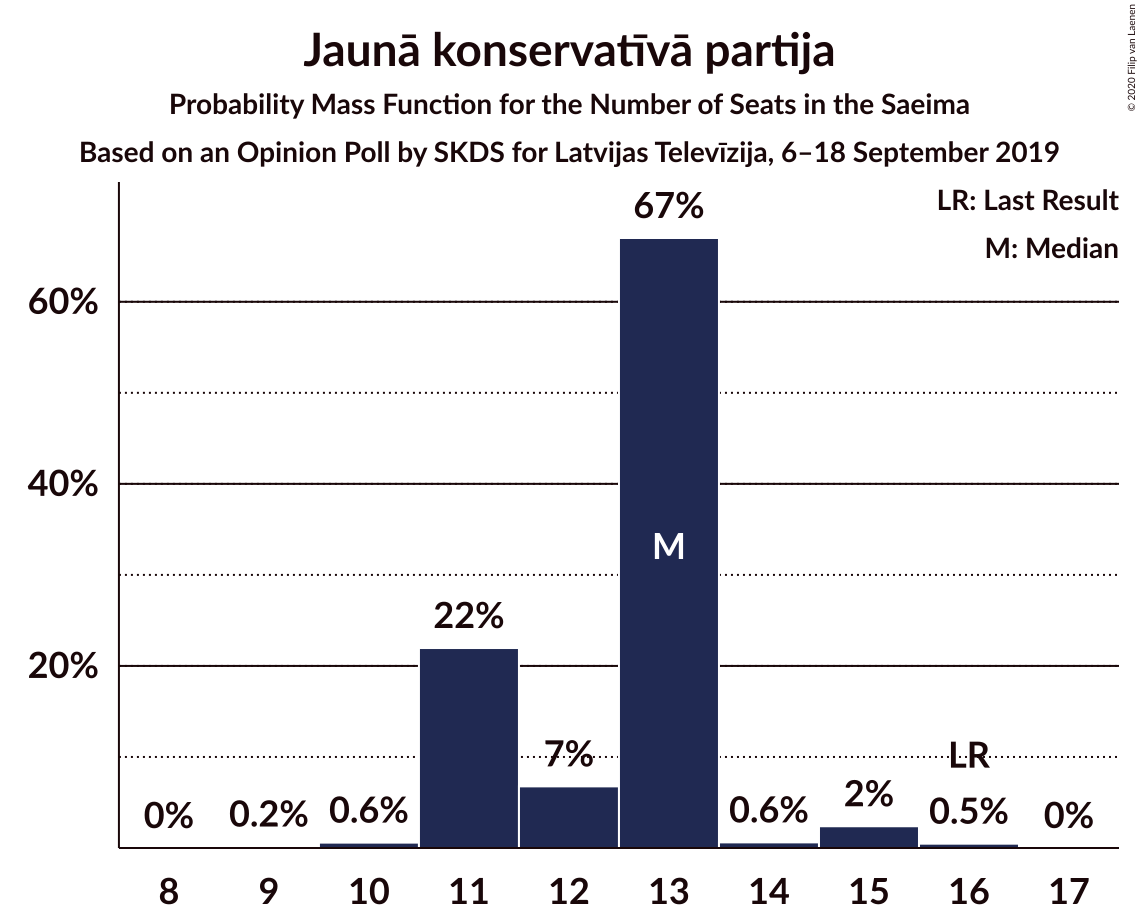 Jaunā konservatīvā partija
Probability Mass Function for the Number of Seats in the Saeima
Based on an Opinion Poll by SKDS for Latvijas Televīzija, 6–18 September 2019
© 2020 Filip van Laenen
LR: Last Result
M: Median
60%
40%
20%
0%
0.2%
0.6%
22%
7%
67%
M
0.6%
2%
LR
0.5%
0%
8 9 10 11 12 13 14 15 16 17